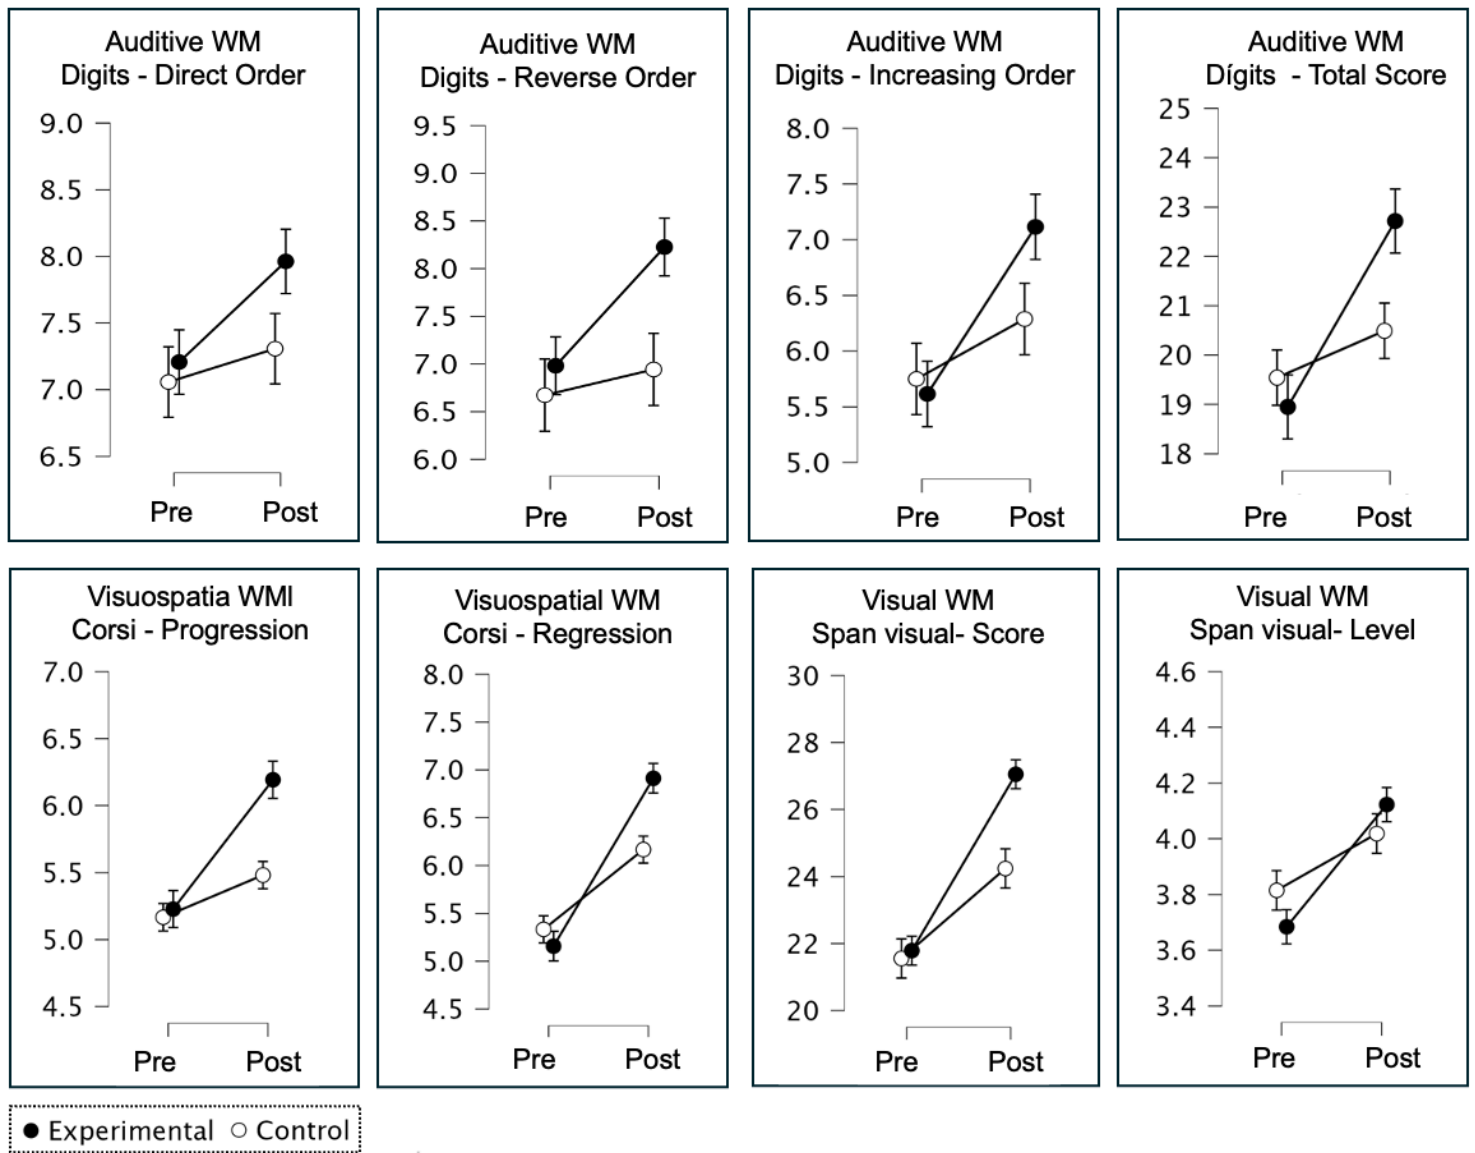 Auditive WM
Digits - Direct Order
9.0
8.5
8.0
7.5
7.0
6.5
Pre Post
Auditive WM
Digits - Reverse Order
9.5
9.0
8.5
8.0
7.5
7.0
6.5
6.0
Pre Post
Auditive WM
Digits - Increasing Order
8.0
7.5
7.0
6.5
6.0
5.5
5.0
Pre Post
Auditive WM
Dígits - Total Score
25
24
23
22
21
20
19
18
Pre Post
Visuospatia WMl
Corsi - Progression
7.0
6.5
6.0
5.5
5.0
4.5
Pre Post
Visuospatial WM
Corsi - Regression
8.0
7.5
7.0
6.5
6.0
5.5
5.0
4.5
Pre Post
Visual WM
Span visual- Score
30
28
26
24
22
20
Pre Post
Visual WM
Span visual- Level
4.6
4.4
4.2
4.0
3.8
3.6
3.4
Pre Post
Experimental Control